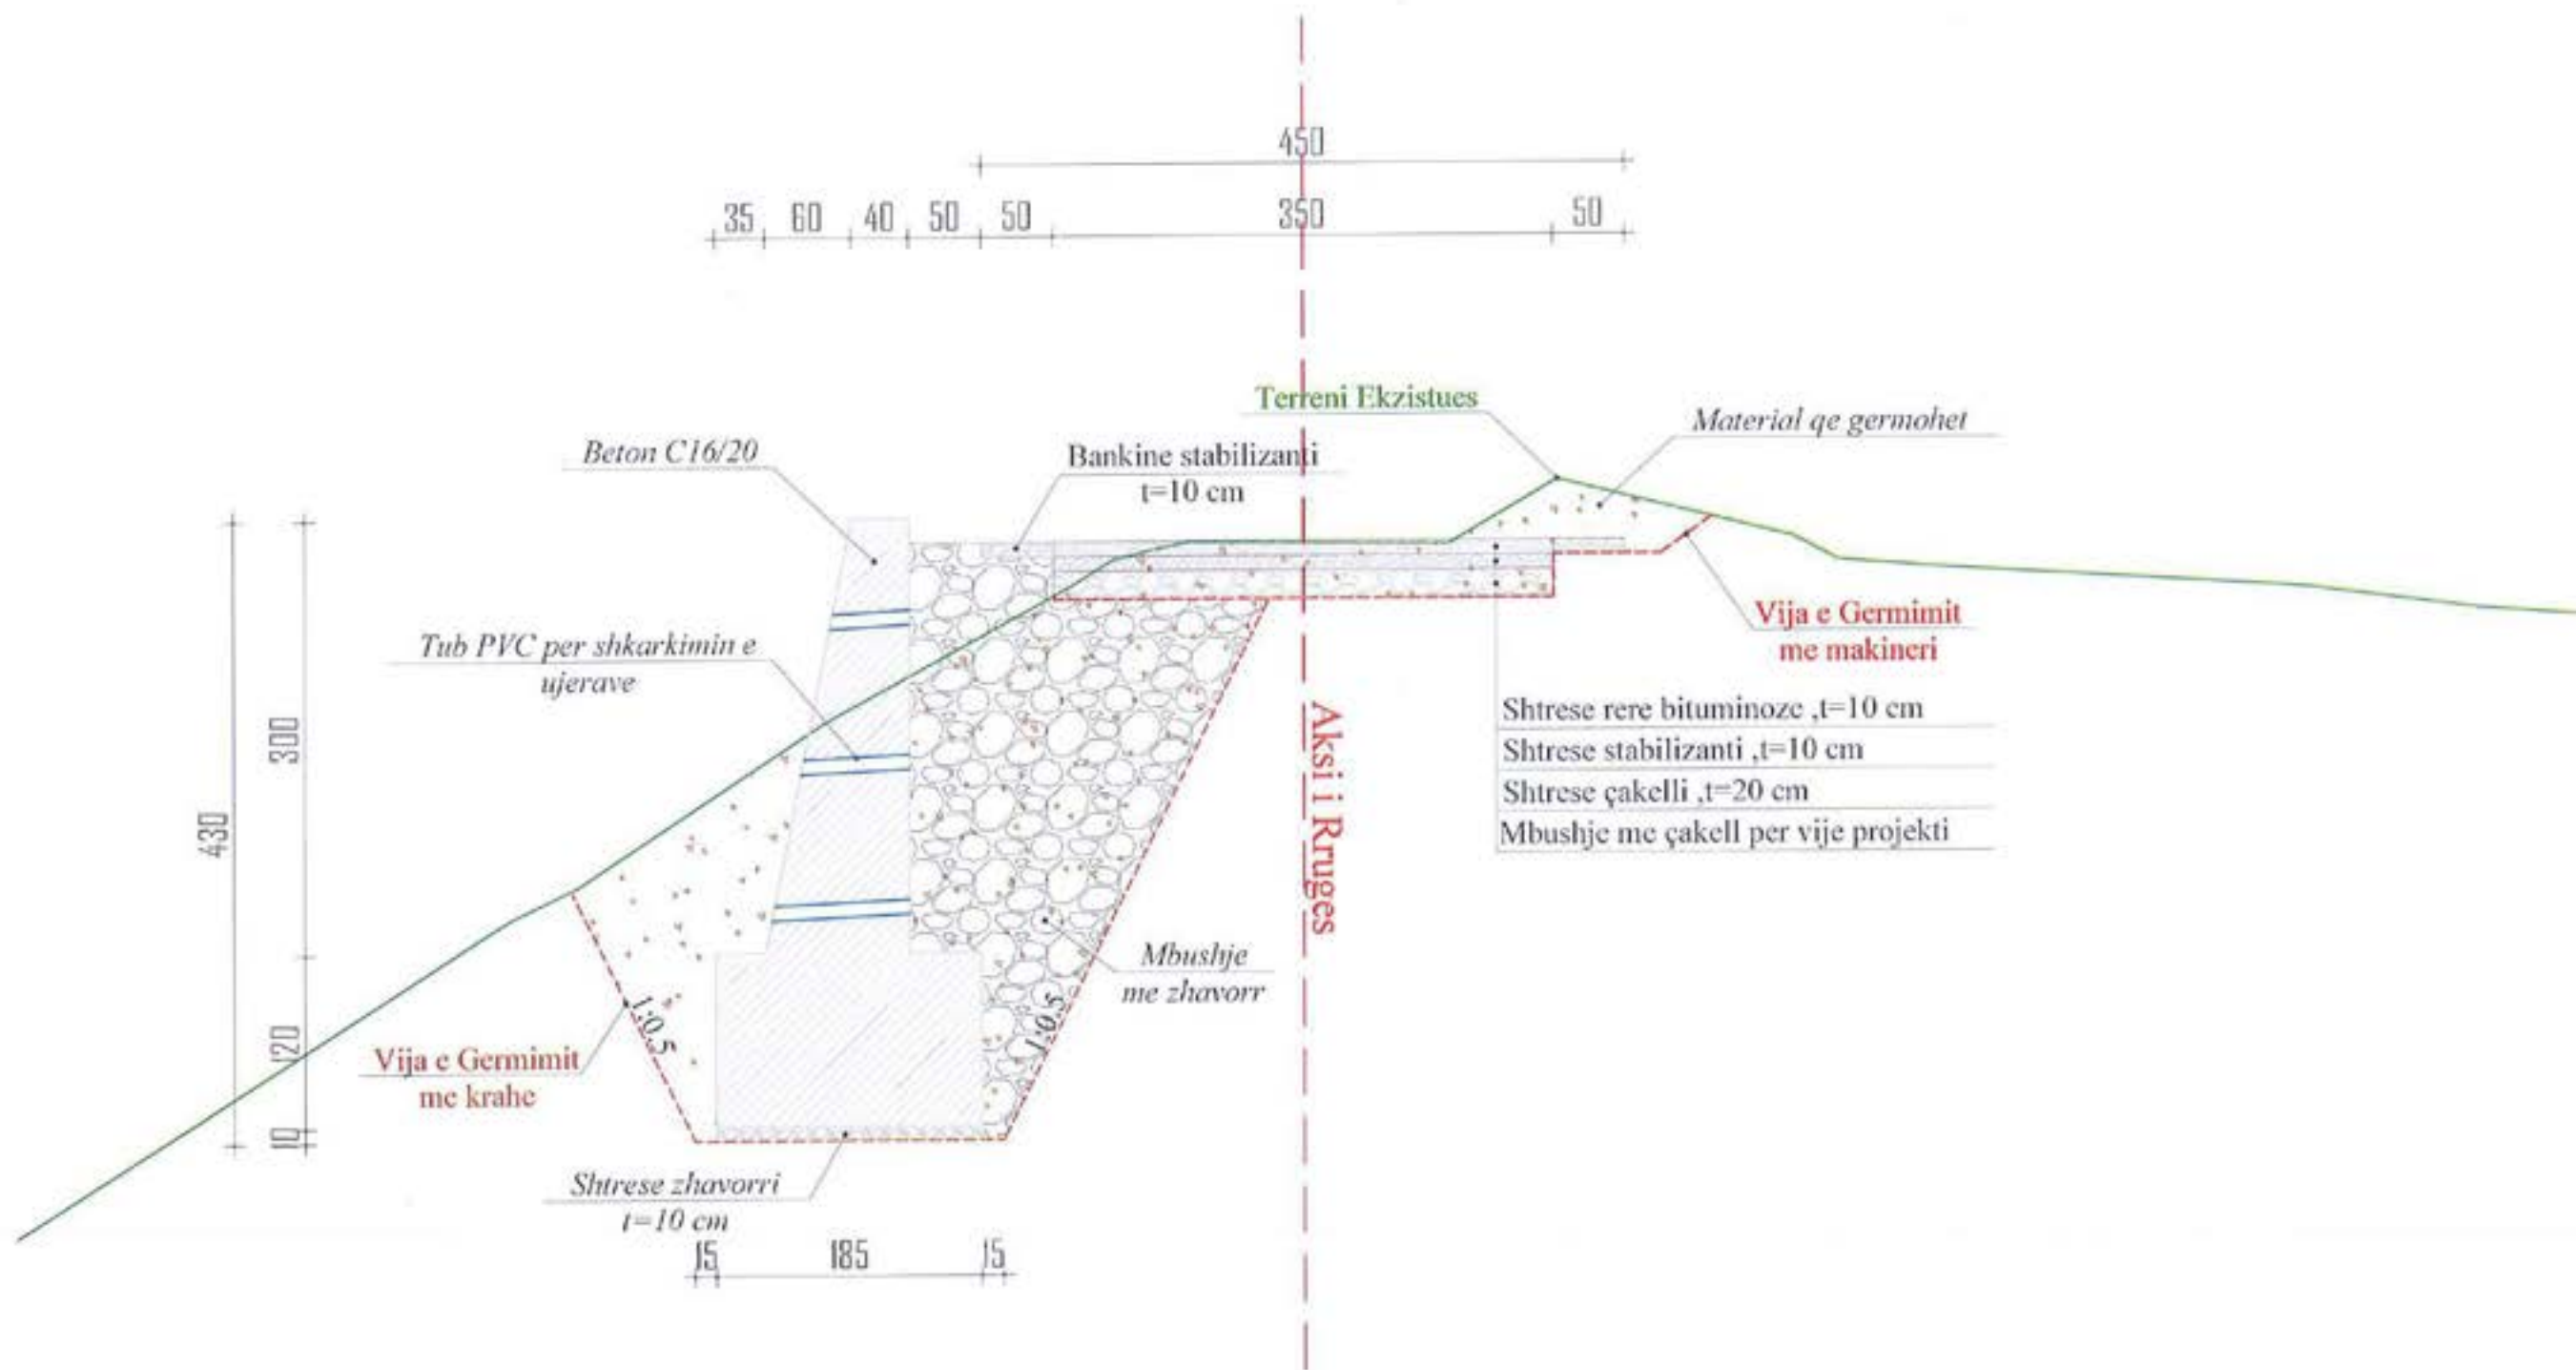 450
35 60 40 50 50 350 50
Terreni Ekzistues
Material qe germohet
Beton C16/20
Bankine stabilizanti
t=10 cm
Tub PVC per shkarkimin e
ujerave
Vija e Germimit
me makineri
Aksi i Rruges
Shtrese rere bituminoze ,t=10 cm
Shtrese stabilizanti ,t=10 cm
Shtrese çakelli ,t=20 cm
Mbushje me çakell per vije projekti
430
300
120
10
Mbushje
me zhavorr
1:0.5
1:0.5
Vija e Germimit
me krahe
Shtrese zhavorri
t=10 cm
15 185 15